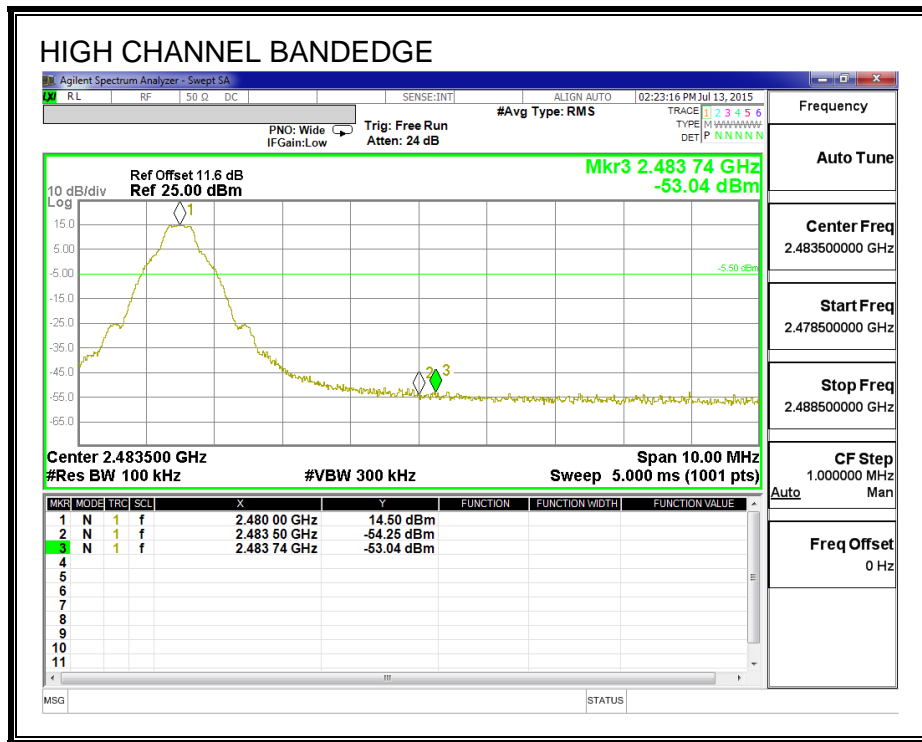 HIGH CHANNEL BANDEDGE
Agilent Spectrum Analyzer - Swept SA
LXI RL RF 50 Ω DC SENSE:INT ALIGN AUTO 02:23:16 PM Jul 13, 2015
#Avg Type: RMS
TRACE 1 2 3 4 5 6
TYPE M WWWWW
DET P N N N N N
PNO: Wide
IFGain:Low
Trig: Free Run
Atten: 24 dB
Mkr3 2.483 74 GHz
-53.04 dBm
Ref Offset 11.6 dB
Ref 25.00 dBm
10 dB/div
Log
15.0
5.00
-5.00
-15.0
-25.0
-35.0
-45.0
-55.0
-65.0
1
2
3
-5.50 dBm
Center 2.483500 GHz
Span 10.00 MHz
#Res BW 100 kHz
#VBW 300 kHz
Sweep 5.000 ms (1001 pts)
MKR MODE TRC SCL X Y FUNCTION FUNCTION WIDTH FUNCTION VALUE
1 N 1 f 2.480 00 GHz 14.50 dBm
2 N 1 f 2.483 50 GHz -54.25 dBm
3 N 1 f 2.483 74 GHz -53.04 dBm
4
5
6
7
8
9
10
11
MSG
STATUS
Frequency
Auto Tune
Center Freq
2.483500000 GHz
Start Freq
2.478500000 GHz
Stop Freq
2.488500000 GHz
CF Step
1.000000 MHz
Auto Man
Freq Offset
0 Hz